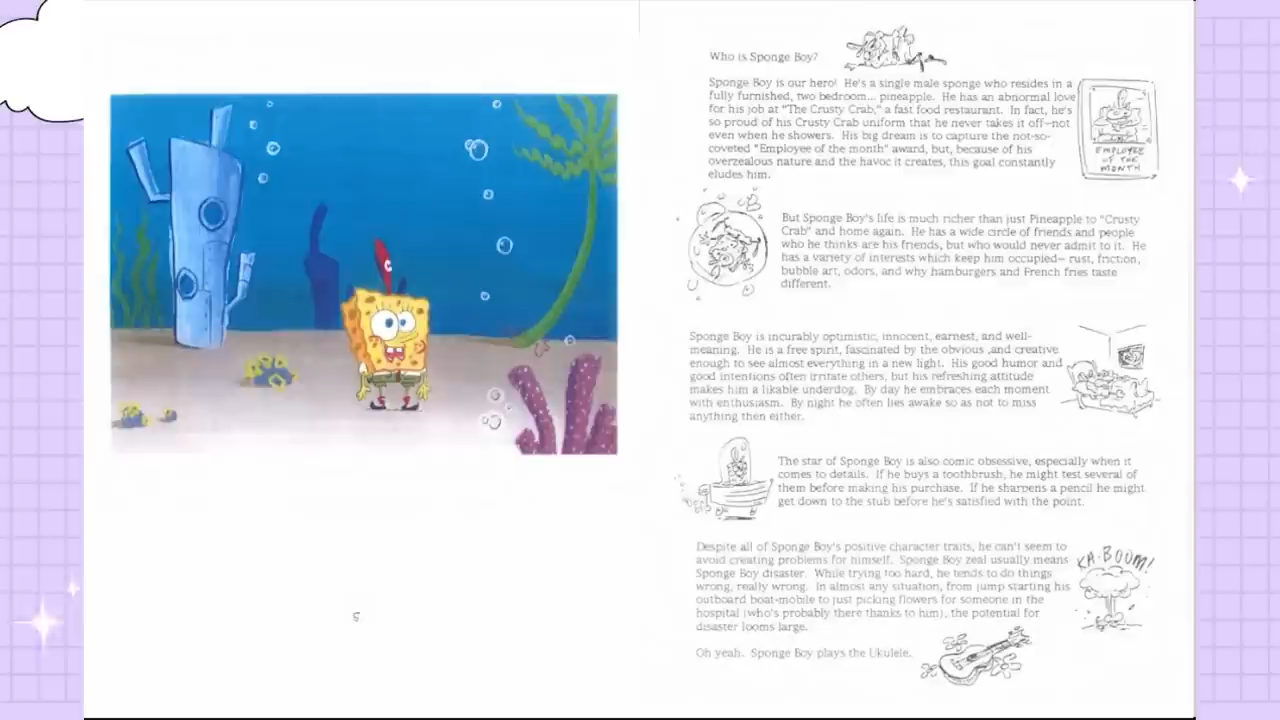 Who is Sponge Boy?
Sponge Boy is our hero! He's a single male sponge who resides in a
fully furnished, two bedroom... pineapple. He has an abnormal love
for his job at "The Crusty Crab," a fast food restaurant. In fact, he's
so proud of his Crusty Crab uniform that he never takes it off—not
even when he showers. His big dream is to capture the not-so-
coveted "Employee of the month" award, but, because of his
overzealous nature and the havoc it creates, this goal constantly
eludes him.
EMPLOYEE
OF THE
MONTH
But Sponge Boy's life is much richer than just Pineapple to "Crusty
Crab" and home again. He has a wide circle of friends and people
who he thinks are his friends, but who would never admit to it. He
has a variety of interests which keep him occupied— rust, friction,
bubble art, odors, and why hamburgers and French fries taste
different.
Sponge Boy is incurably optimistic, innocent, earnest, and well-
meaning. He is a free spirit, fascinated by the obvious ,and creative
enough to see almost everything in a new light. His good humor and
good intentions often irritate others, but his refreshing attitude
makes him a likable underdog. By day he embraces each moment
with enthusiasm. By night he often lies awake so as not to miss
anything then either.
The star of Sponge Boy is also comic obsessive, especially when it
comes to details. If he buys a toothbrush, he might test several of
them before making his purchase. If he sharpens a pencil he might
get down to the stub before he's satisfied with the point.
Despite all of Sponge Boy's positive character traits, he can't seem to
avoid creating problems for himself. Sponge Boy zeal usually means
Sponge Boy disaster. While trying too hard, he tends to do things
wrong, really wrong. In almost any situation, from jump starting his
outboard boat-mobile to just picking flowers for someone in the
hospital (who's probably there thanks to him), the potential for
disaster looms large.
KA-BOOM!
Oh yeah. Sponge Boy plays the Ukulele.